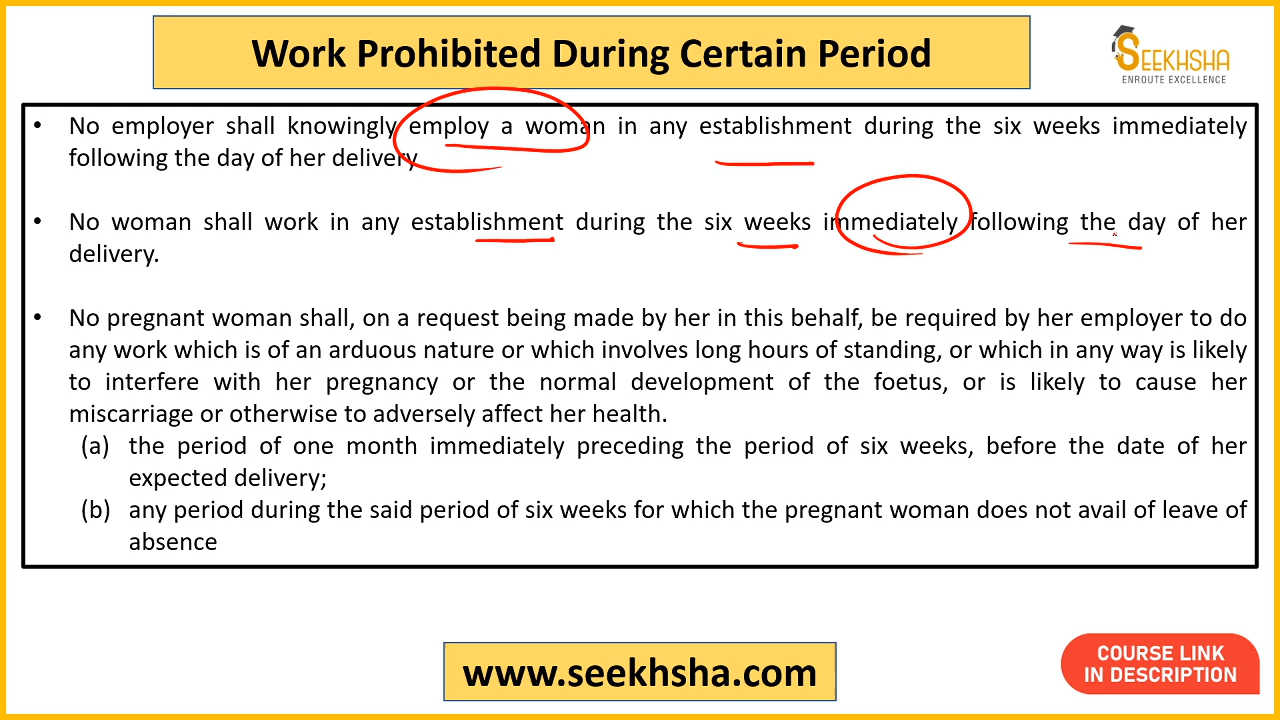 Work Prohibited During Certain Period
SEEKHSHA
ENROUTE EXCELLENCE
• No employer shall knowingly employ a woman in any establishment during the six weeks immediately
following the day of her delivery
• No woman shall work in any establishment during the six weeks immediately following the day of her
delivery.
• No pregnant woman shall, on a request being made by her in this behalf, be required by her employer to do
any work which is of an arduous nature or which involves long hours of standing, or which in any way is likely
to interfere with her pregnancy or the normal development of the foetus, or is likely to cause her
miscarriage or otherwise to adversely affect her health.
(a) the period of one month immediately preceding the period of six weeks, before the date of her
expected delivery;
(b) any period during the said period of six weeks for which the pregnant woman does not avail of leave of
absence
www.seekhsha.com
COURSE LINK
IN DESCRIPTION